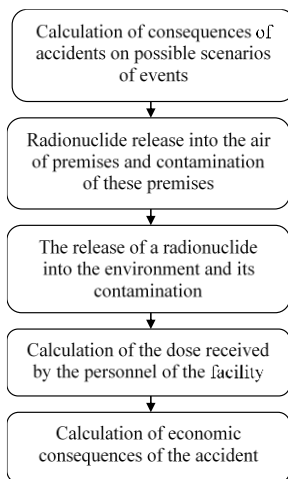 Calculation of consequences of
accidents on possible scenarios
of events
Radionuclide release into the air
of premises and contamination
of these premises
The release of a radionuclide
into the environment and its
contamination
Calculation of the dose received
by the personnel of the facility
Calculation of economic
consequences of the accident